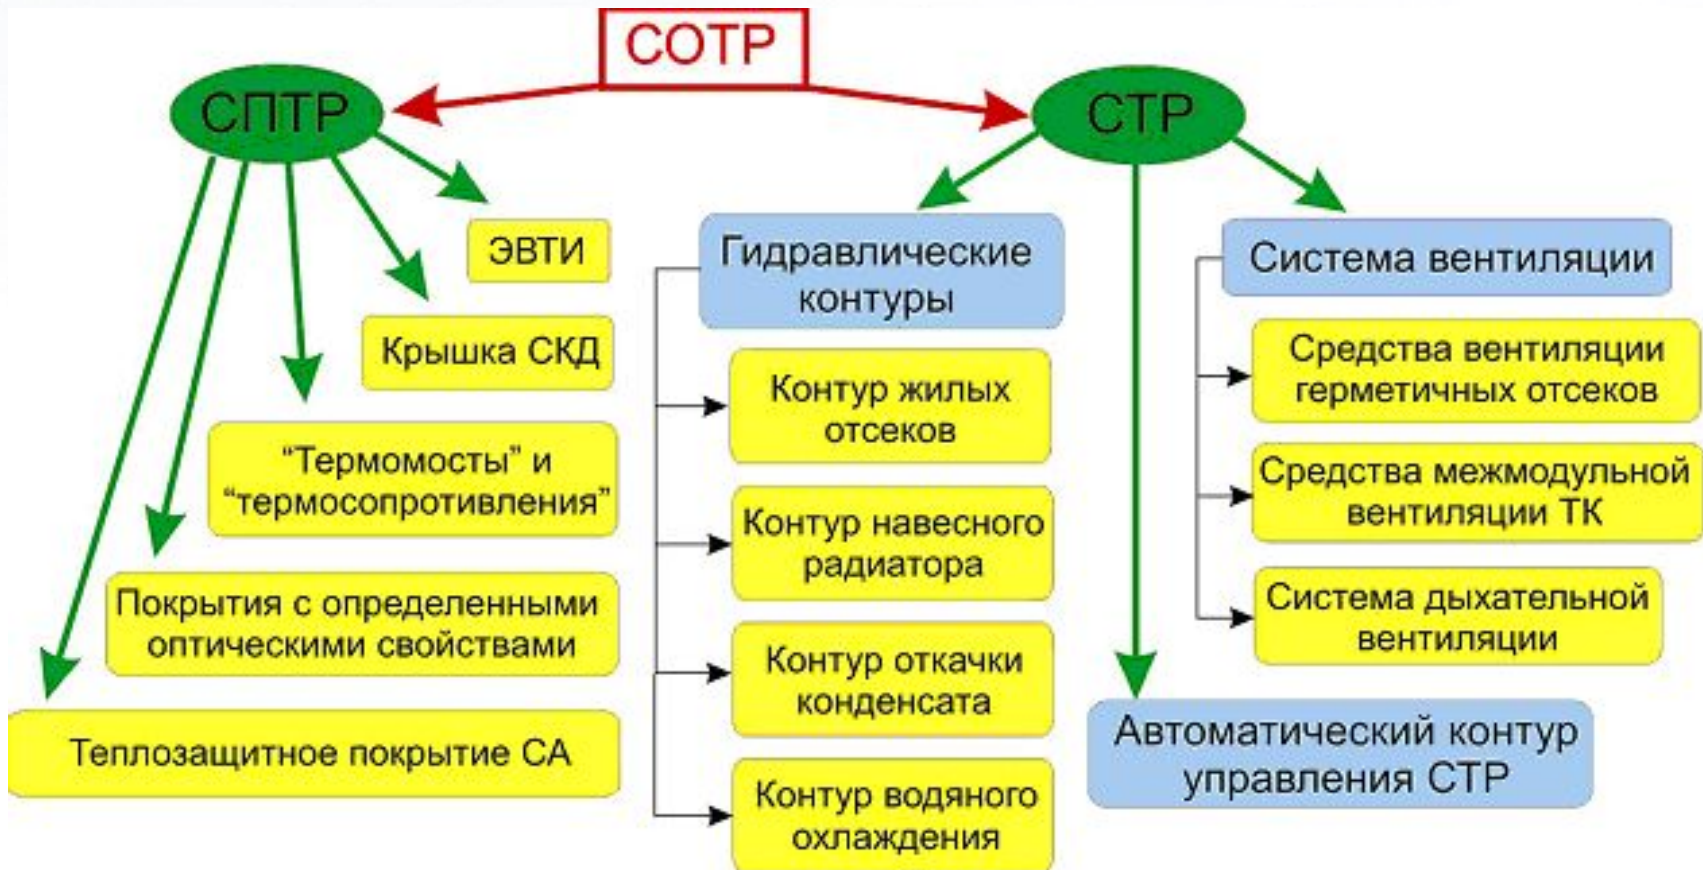 СОТР
СПТР
СТР
ЭВТИ
Крышка СКД
“Термомосты” и
“термосопротивления”
Покрытия с определенными
оптическими свойствами
Теплозащитное покрытие СА
Гидравлические
контуры
Контур жилых
отсеков
Контур навесного
радиатора
Контур откачки
конденсата
Контур водяного
охлаждения
Система вентиляции
Средства вентиляции
герметичных отсеков
Средства межмодульной
вентиляции ТК
Система дыхательной
вентиляции
Автоматический контур
управления СТР